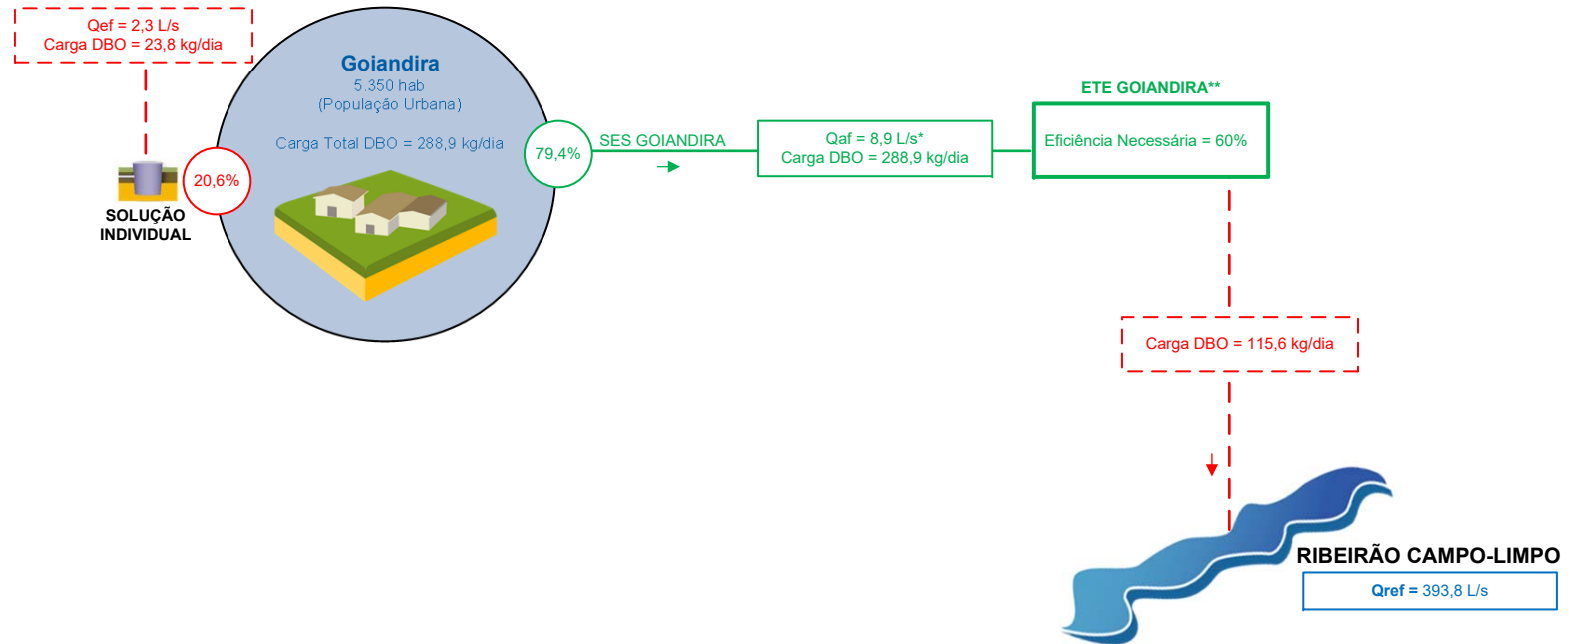 Qef = 2,3 L/s
Carga DBO = 23,8 kg/dia
Goiandira
5.350 hab
(População Urbana)
Carga Total DBO = 288,9 kg/dia
20,6%
SOLUÇÃO
INDIVIDUAL
79,4%
SES GOIANDIRA
Qaf = 8,9 L/s*
Carga DBO = 288,9 kg/dia
ETE GOIANDIRA**
Eficiência Necessária = 60%
Carga DBO = 115,6 kg/dia
RIBEIRÃO CAMPO-LIMPO
Qref = 393,8 L/s